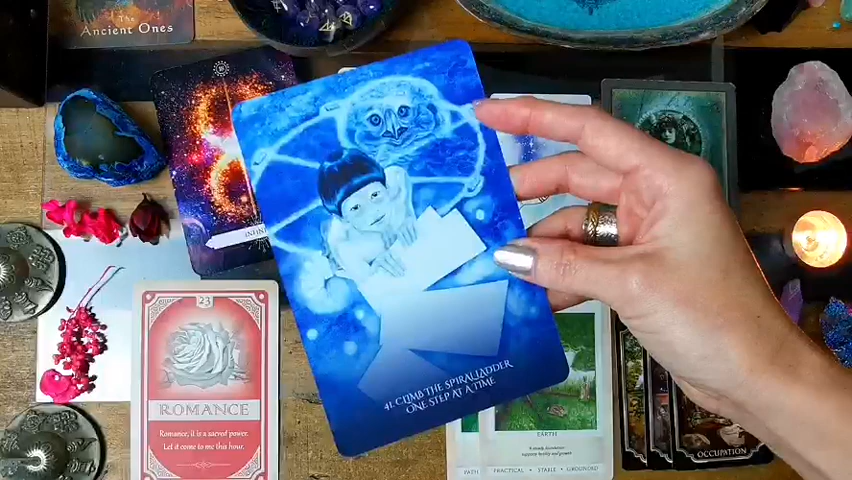 The
ANCIENT ONES
41. CLIMB THE SPIRAL LADDER
ONE STEP AT A TIME
23
ROMANCE
Romance, it is a sacred power.
Let it come to me this hour.
EARTH
PATH
PRACTICAL • STABLE • GROUNDED
OCCUPATION